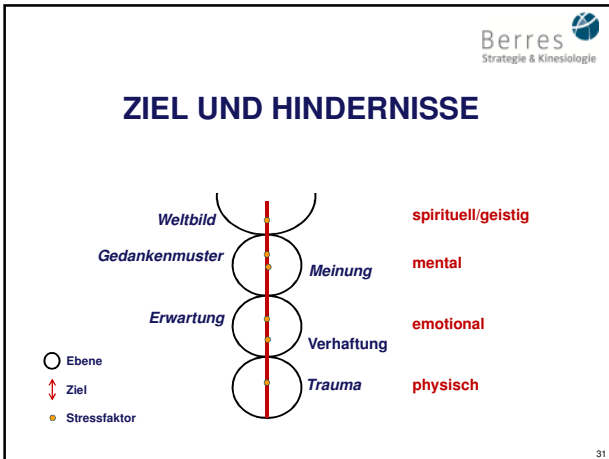 Berres
Strategie & Kinesiologie
ZIEL UND HINDERNISSE
Weltbild
spirituell/geistig
Gedankenmuster
Meinung
mental
Erwartung
emotional
Verhaftung
Ebene
Trauma
physisch
Ziel
Stressfaktor
31